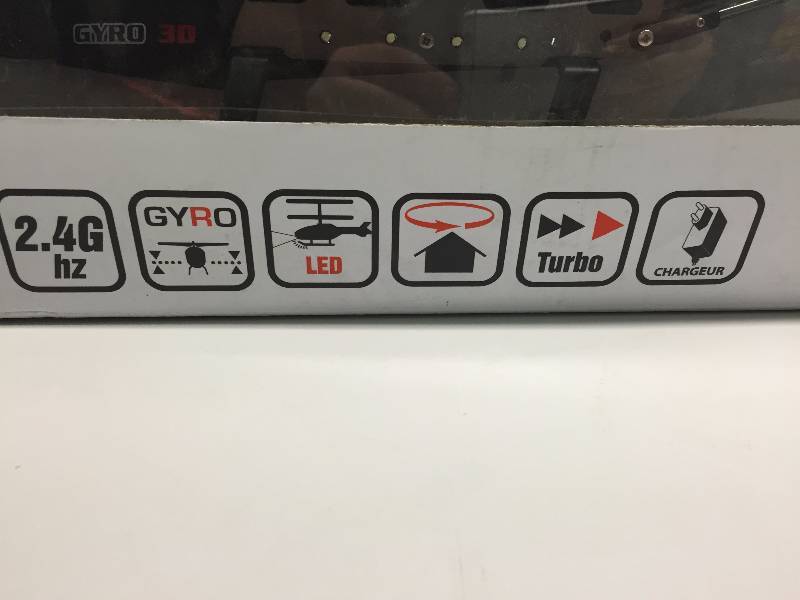 GYRO 3D
2.4G
hz
GYRO
LED
Turbo
CHARGEUR